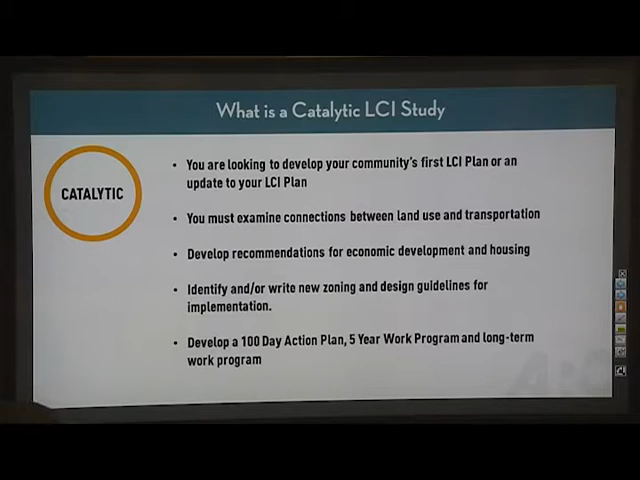 What is a Catalytic LCI Study
CATALYTIC
• You are looking to develop your community's first LCI Plan or an
update to your LCI Plan
• You must examine connections between land use and transportation
• Develop recommendations for economic development and housing
• Identify and/or write new zoning and design guidelines for
implementation.
• Develop a 100 Day Action Plan, 5 Year Work Program and long-term
work program